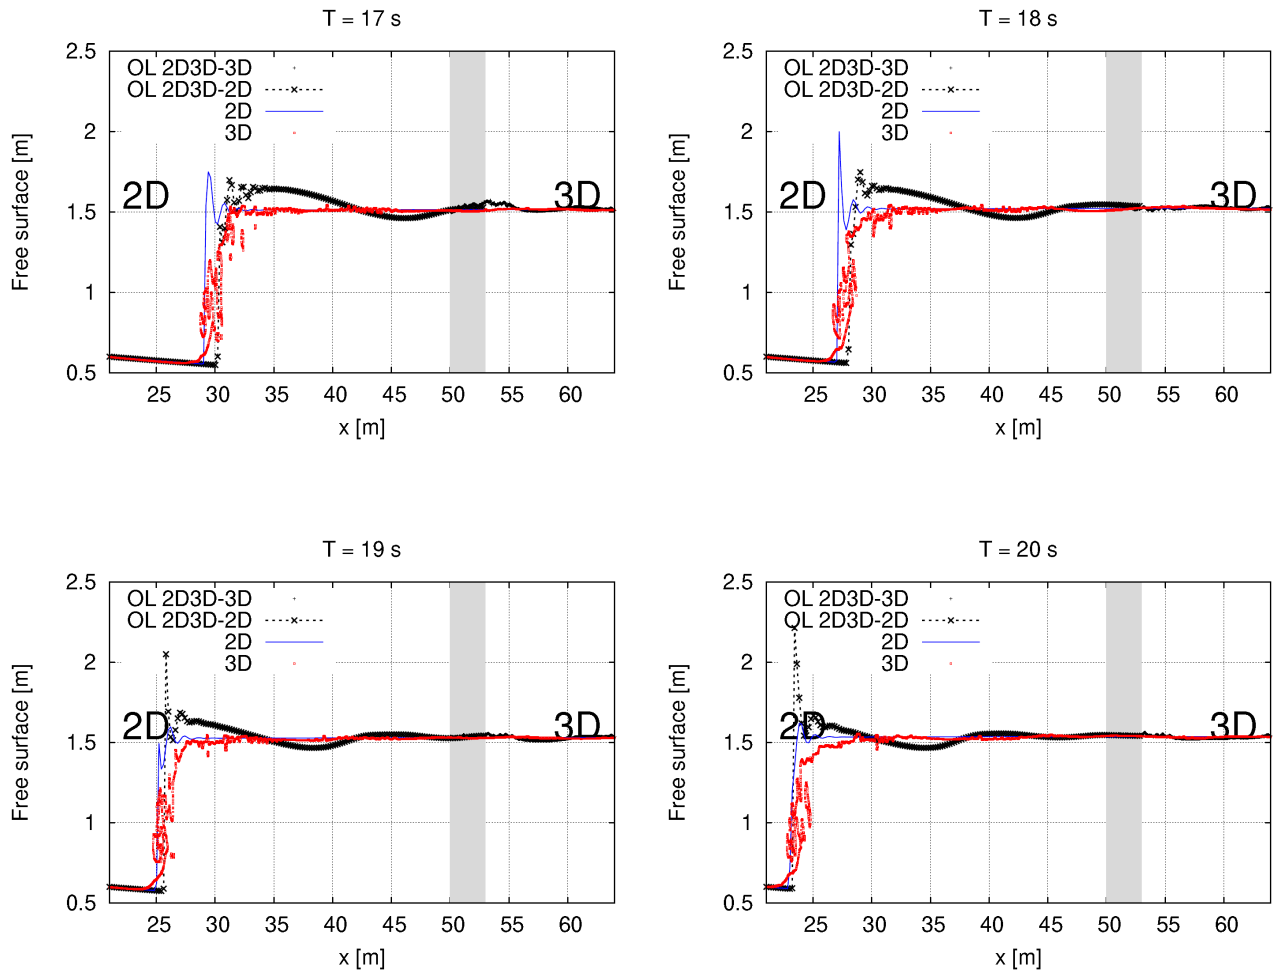 T = 17 s
2.5
2
1.5
1
0.5
Free surface [m]
OL 2D3D-3D
OL 2D3D-2D
2D
3D
2D
3D
25 30 35 40 45 50 55 60
x [m]
T = 18 s
2.5
2
1.5
1
0.5
Free surface [m]
OL 2D3D-3D
OL 2D3D-2D
2D
3D
2D
3D
25 30 35 40 45 50 55 60
x [m]
T = 19 s
2.5
2
1.5
1
0.5
Free surface [m]
OL 2D3D-3D
OL 2D3D-2D
2D
3D
2D
3D
25 30 35 40 45 50 55 60
x [m]
T = 20 s
2.5
2
1.5
1
0.5
Free surface [m]
OL 2D3D-3D
OL 2D3D-2D
2D
3D
2D
3D
25 30 35 40 45 50 55 60
x [m]